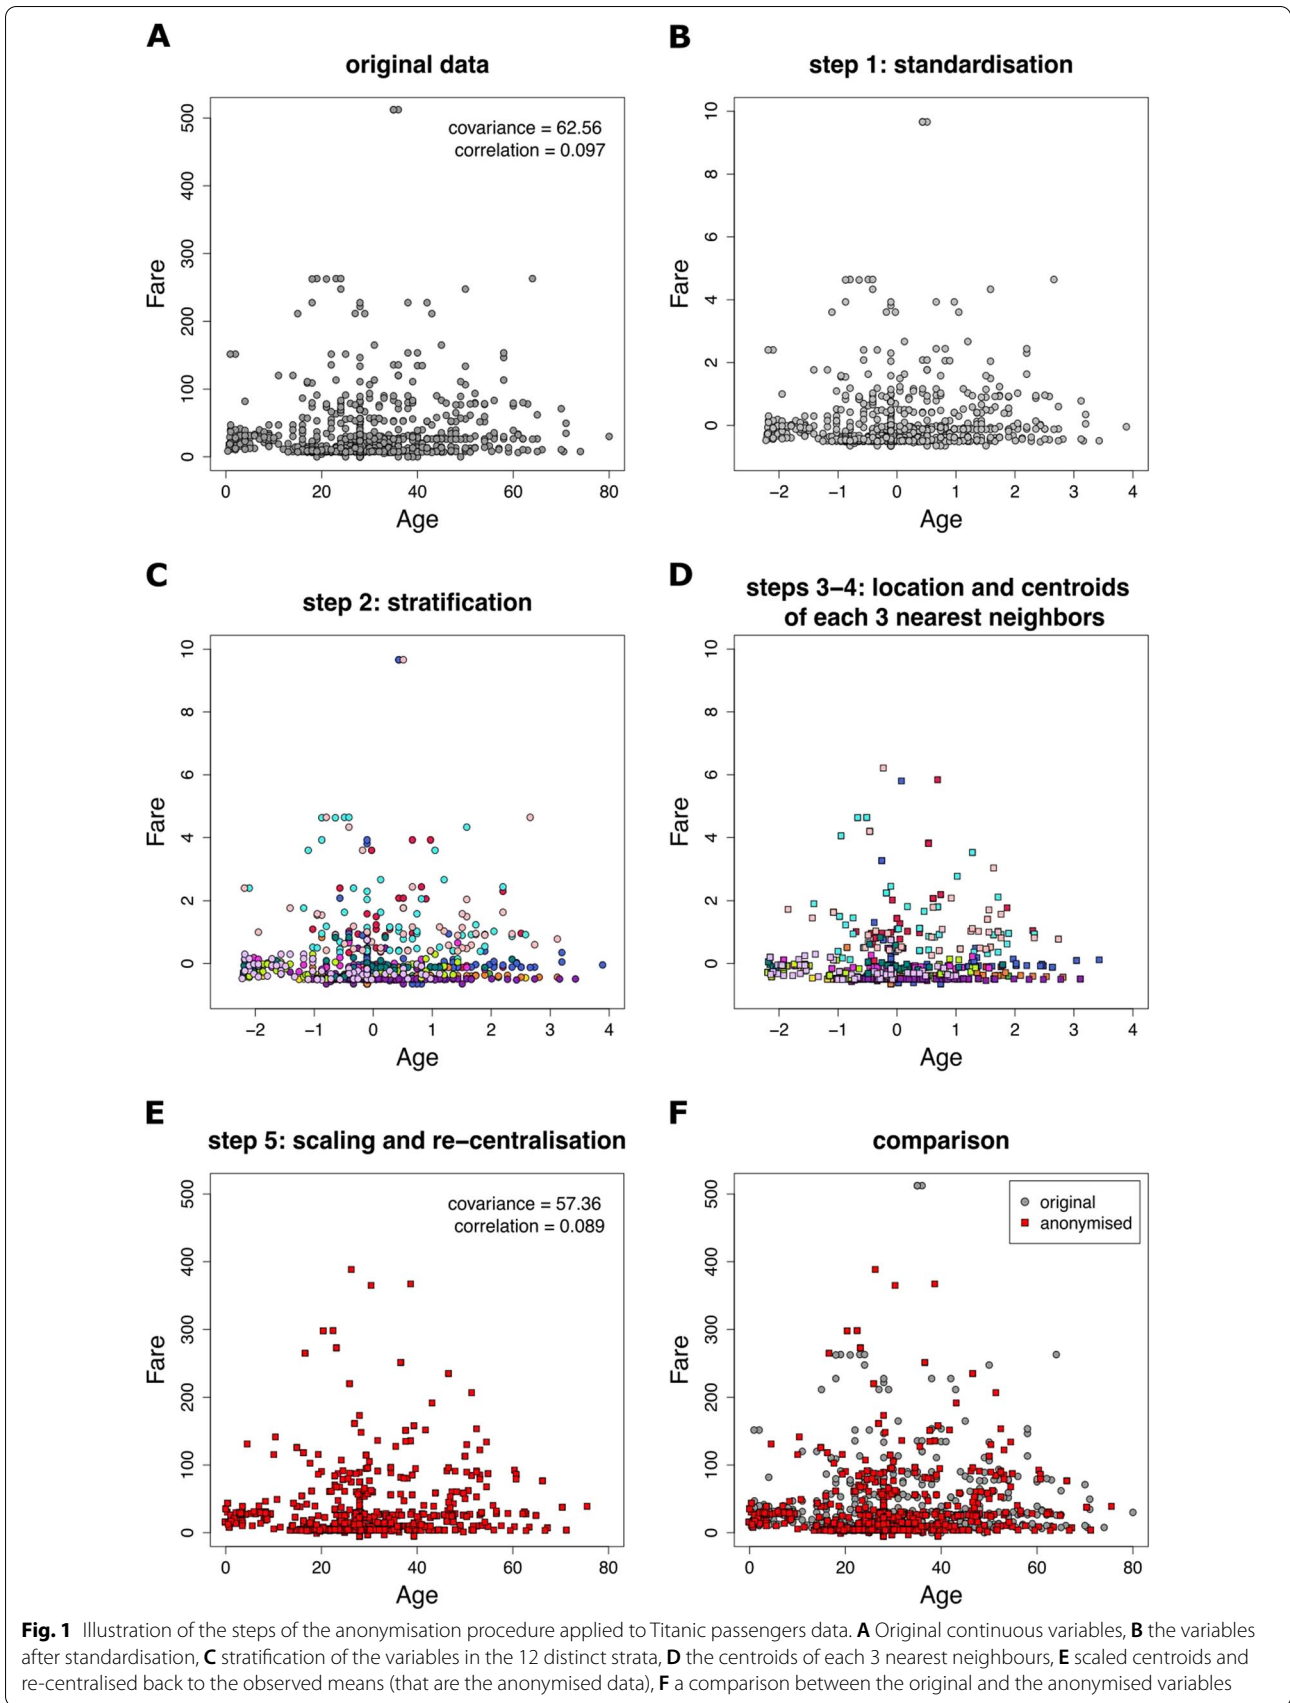 A
original data
covariance = 62.56
correlation = 0.097
500
400
300
200
100
0
Fare
0 20 40 60 80
Age
B
step 1: standardisation
10
8
6
4
2
0
Fare
−2 −1 0 1 2 3 4
Age
C
step 2: stratification
10
8
6
4
2
0
Fare
−2 −1 0 1 2 3 4
Age
D
steps 3−4: location and centroids
of each 3 nearest neighbors
10
8
6
4
2
0
Fare
−2 −1 0 1 2 3 4
Age
E
step 5: scaling and re−centralisation
covariance = 57.36
correlation = 0.089
500
400
300
200
100
0
Fare
0 20 40 60 80
Age
F
comparison
original
anonymised
500
400
300
200
100
0
Fare
0 20 40 60 80
Age
Fig. 1 Illustration of the steps of the anonymisation procedure applied to Titanic passengers data. A Original continuous variables, B the variables
after standardisation, C stratification of the variables in the 12 distinct strata, D the centroids of each 3 nearest neighbours, E scaled centroids and
re-centralised back to the observed means (that are the anonymised data), F a comparison between the original and the anonymised variables